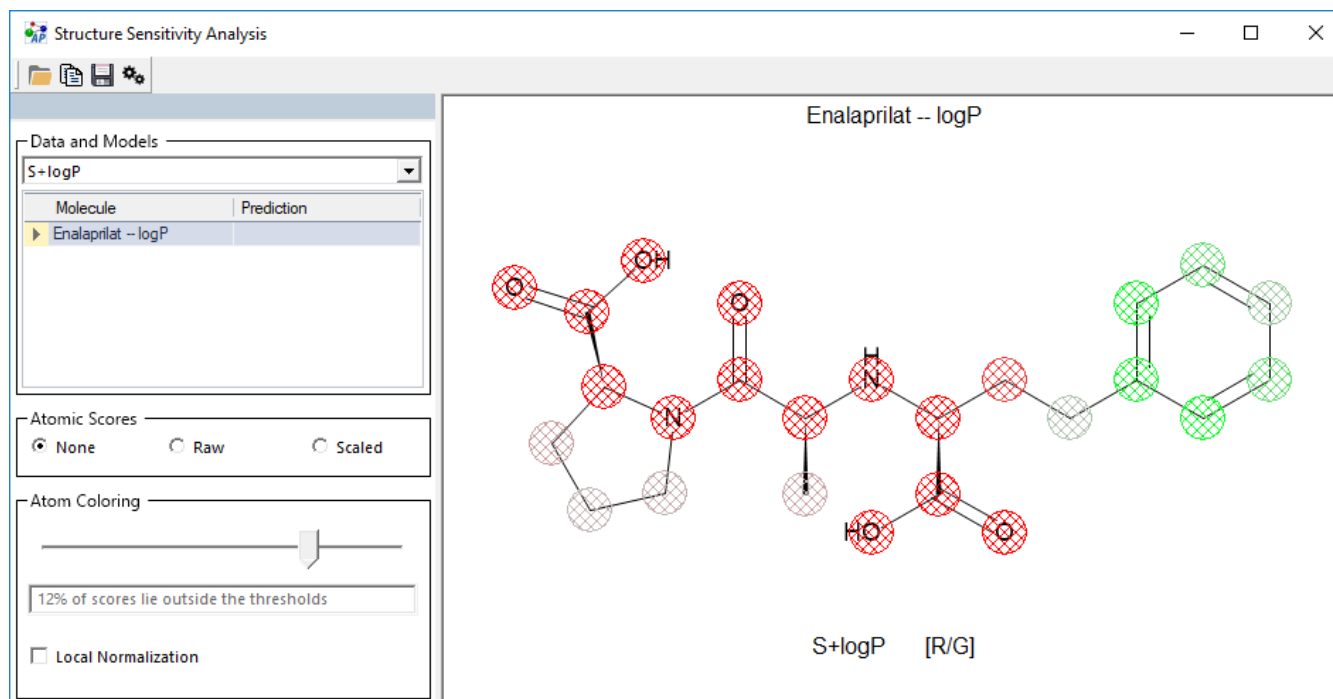 AP Structure Sensitivity Analysis
Data and Models
S+logP
Molecule Prediction
Enalaprilat -- logP
Atomic Scores
None Raw Scaled
Atom Coloring
12% of scores lie outside the thresholds
Local Normalization
Enalaprilat -- logP
OH
O
O
H
N
N
HO
O
S+logP [R/G]